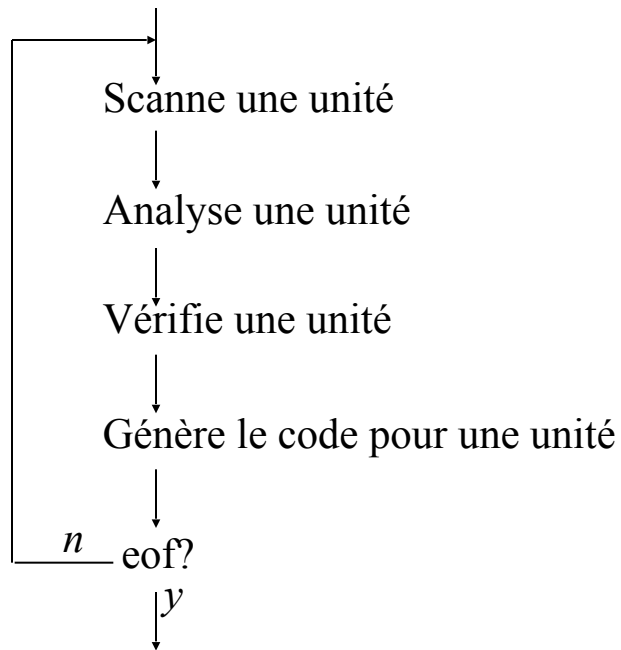 Scanne une unité
Analyse une unité
Vérifie une unité
Génère le code pour une unité
n
eof?
y